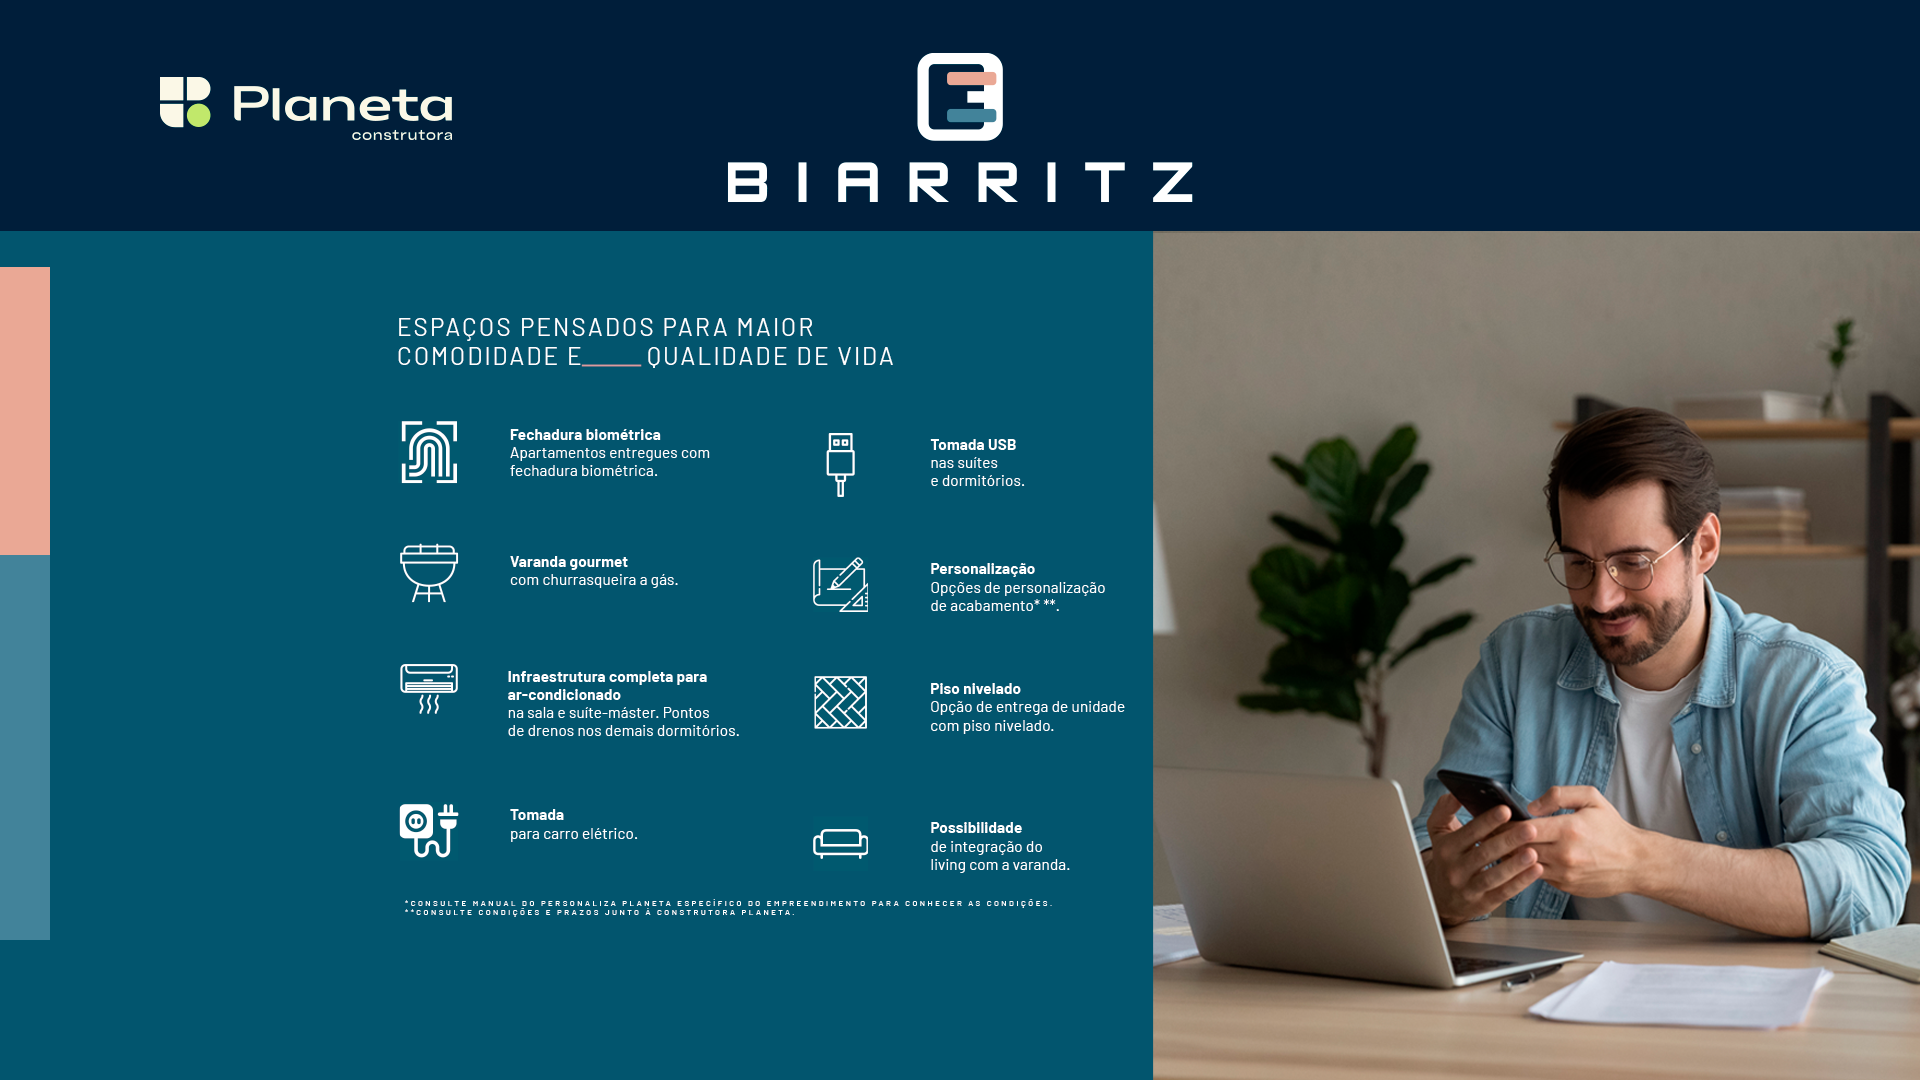 Planeta
construtora
BIARRITZ
ESPAÇOS PENSADOS PARA MAIOR
COMODIDADE E_____ QUALIDADE DE VIDA
Fechadura biométrica
Apartamentos entregues com
fechadura biométrica.
Varanda gourmet
com churrasqueira a gás.
Infraestrutura completa para
ar-condicionado
na sala e suíte-máster. Pontos
de drenos nos demais dormitórios.
Tomada
para carro elétrico.
Tomada USB
nas suítes
e dormitórios.
Personalização
Opções de personalização
de acabamento* **.
Piso nivelado
Opção de entrega de unidade
com piso nivelado.
Possibilidade
de integração do
living com a varanda.
*CONSULTE MANUAL DO PERSONALIZA PLANETA ESPECÍFICO DO EMPREENDIMENTO PARA CONHECER AS CONDIÇÕES.
**CONSULTE CONDIÇÕES E PRAZOS JUNTO À CONSTRUTORA PLANETA.